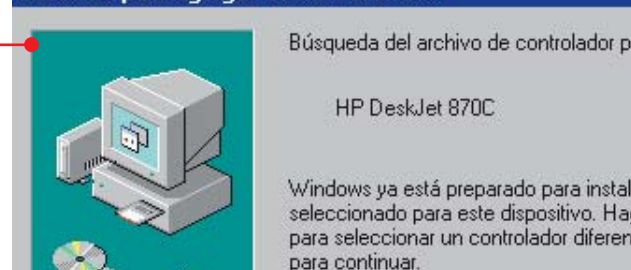 Búsqueda del archivo de controlador p
HP DeskJet 870C
Windows ya está preparado para instal
seleccionado para este dispositivo. Ha
para seleccionar un controlador diferen
para continuar.